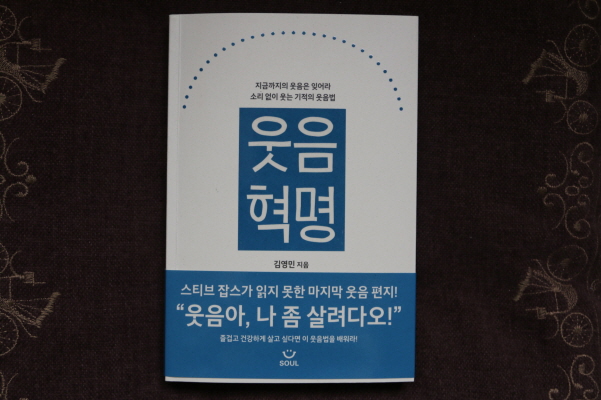 지금까지의 웃음은 잊어라
소리 없이 웃는 기적의 웃음법
웃음
혁명
김영민 지음
스티브 잡스가 읽지 못한 마지막 웃음 편지!
“웃음아, 나 좀 살려다오!”
즐겁고 건강하게 살고 싶다면 이 웃음법을 배워라!
SOUL